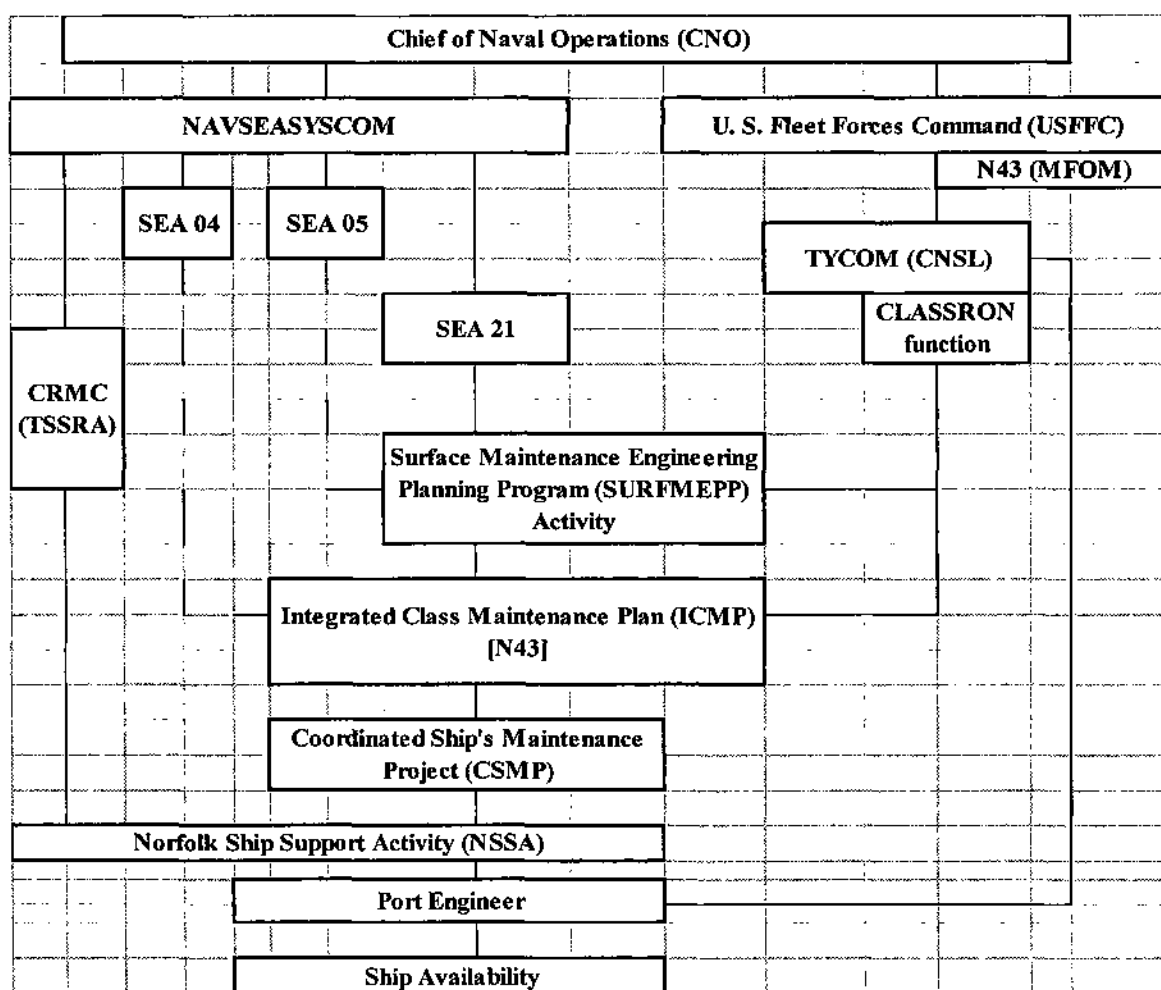 Chief of Naval Operations (CNO)
NAVSEASYSCOM
U. S. Fleet Forces Command (USFFC)
N43 (MFOM)
SEA 04
SEA 05
TYCOM (CNSL)
SEA 21
CLASSRON
function
CRMC
(TSSRA)
Surface Maintenance Engineering
Planning Program (SURFMEPP)
Activity
Integrated Class Maintenance Plan (ICMP)
[N43]
Coordinated Ship's Maintenance
Project (CSMP)
Norfolk Ship Support Activity (NSSA)
Port Engineer
Ship Availability